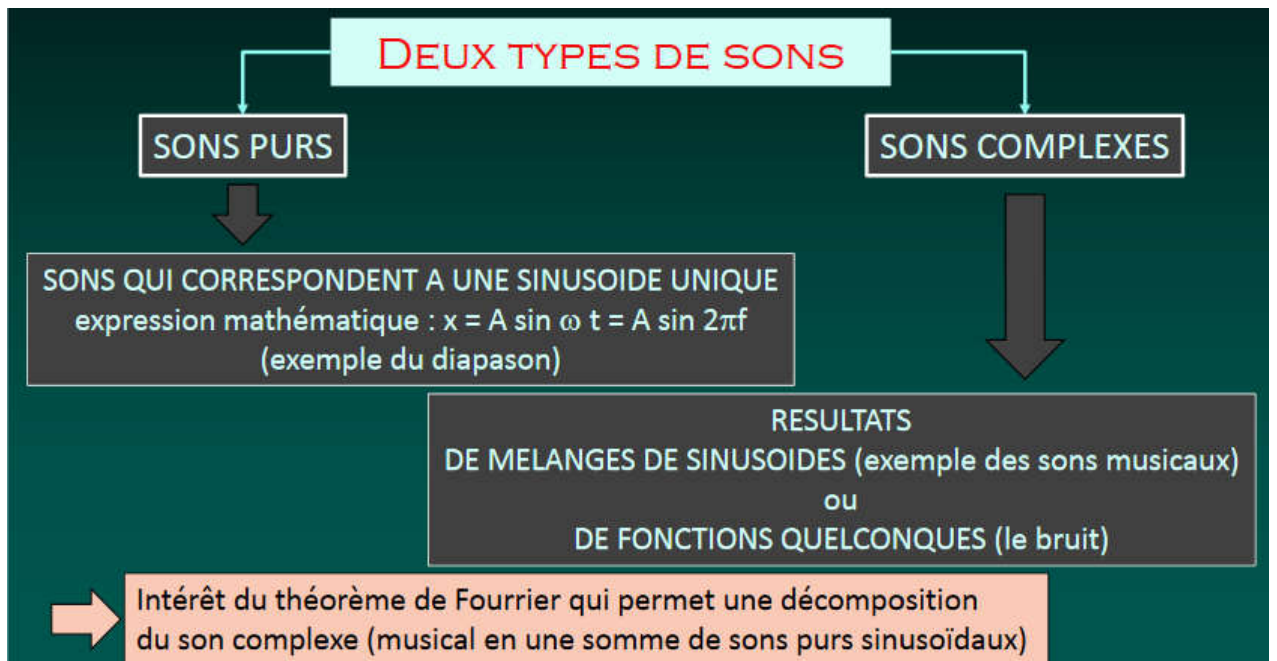 DEUX TYPES DE SONS
SONS PURS
SONS COMPLEXES
SONS QUI CORRESPONDENT A UNE SINUSOIDE UNIQUE
expression mathématique : x = A sin ω t = A sin 2πf
(exemple du diapason)
RESULTATS
DE MELANGES DE SINUSOIDES (exemple des sons musicaux)
ou
DE FONCTIONS QUELCONQUES (le bruit)
Intérêt du théorème de Fourrier qui permet une décomposition
du son complexe (musical en une somme de sons purs sinusoïdaux)